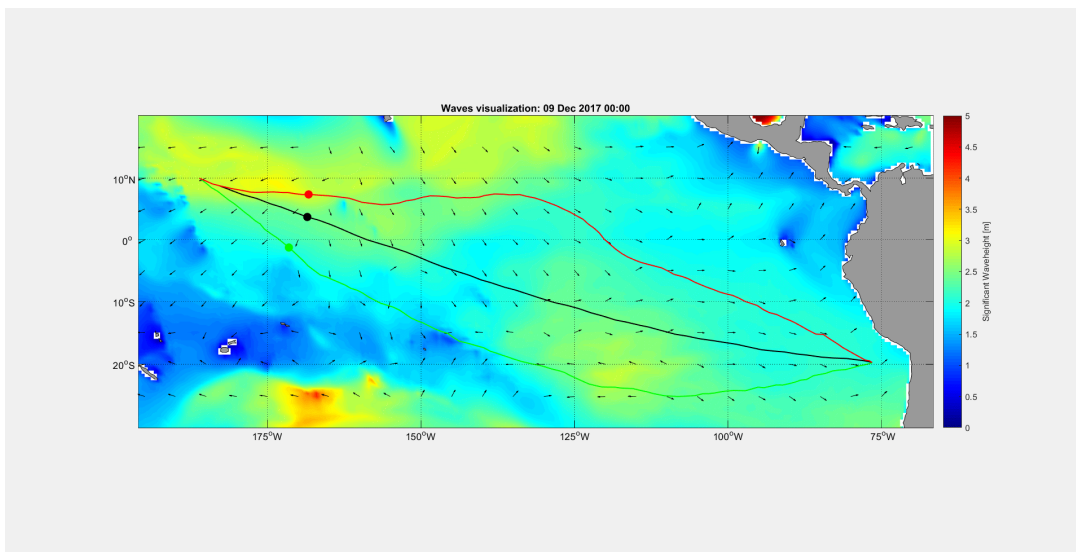 Waves visualization: 09 Dec 2017 00:00
10°N
0°
10°S
20°S
175°W
150°W
125°W
100°W
75°W
5
4.5
4
3.5
3
2.5
2
1.5
1
0.5
0
Significant Waveheight [m]